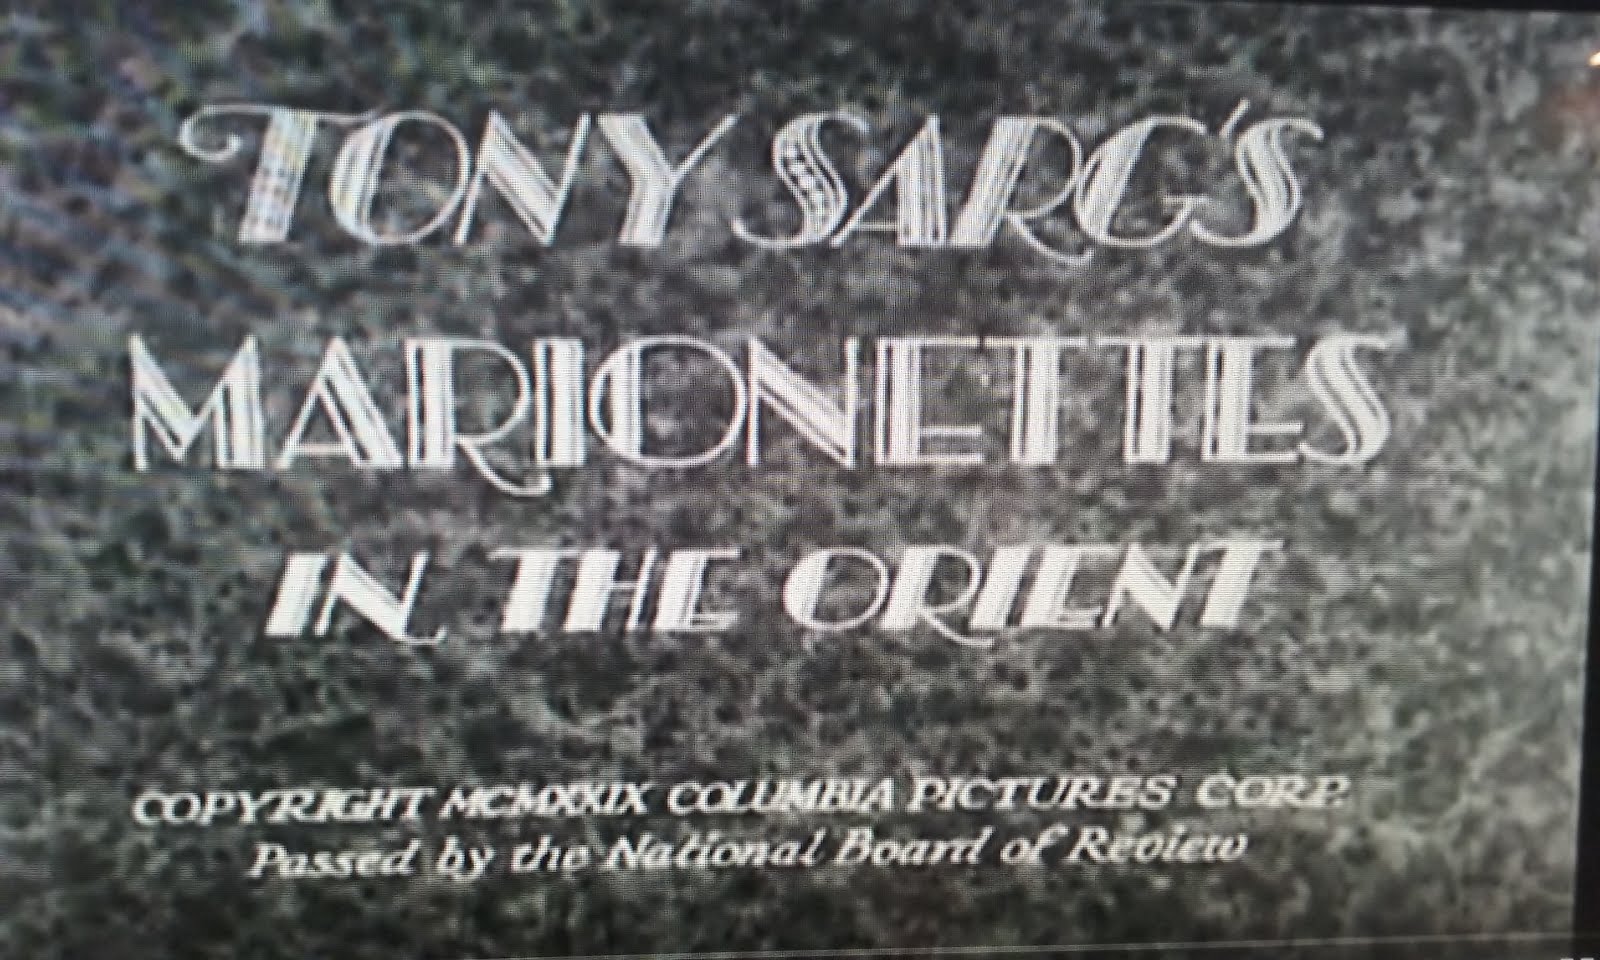 TONY SARG'S
MARIONETTES
IN THE ORIENT
COPYRIGHT MCMXXIX COLUMBIA PICTURES CORP.
Passed by the National Board of Review